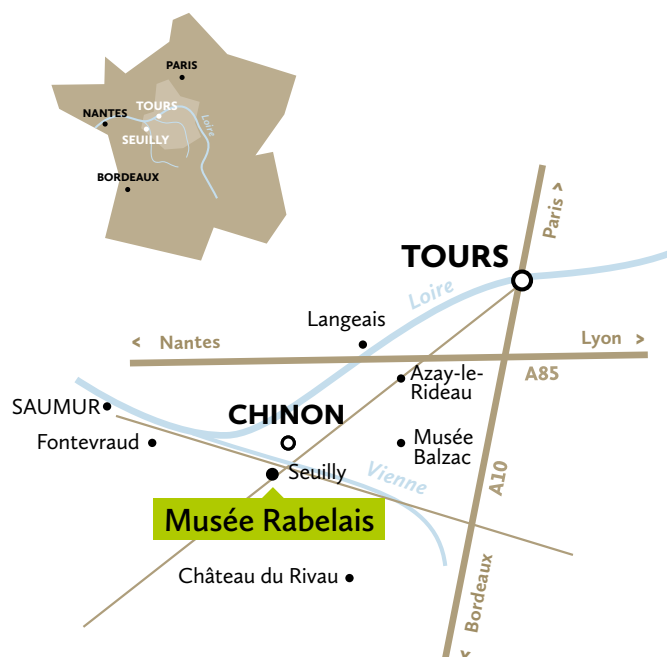 PARIS
TOURS
NANTES
Loire
SEUILLY
BORDEAUX
Paris >
TOURS
Loire
Langeais
< Nantes
Lyon >
A85
Azay-le-
Rideau
SAUMUR
CHINON
Fontevraud
Musée
Balzac
Seuilly
Vienne
A10
Musée Rabelais
Château du Rivau
< Bordeaux